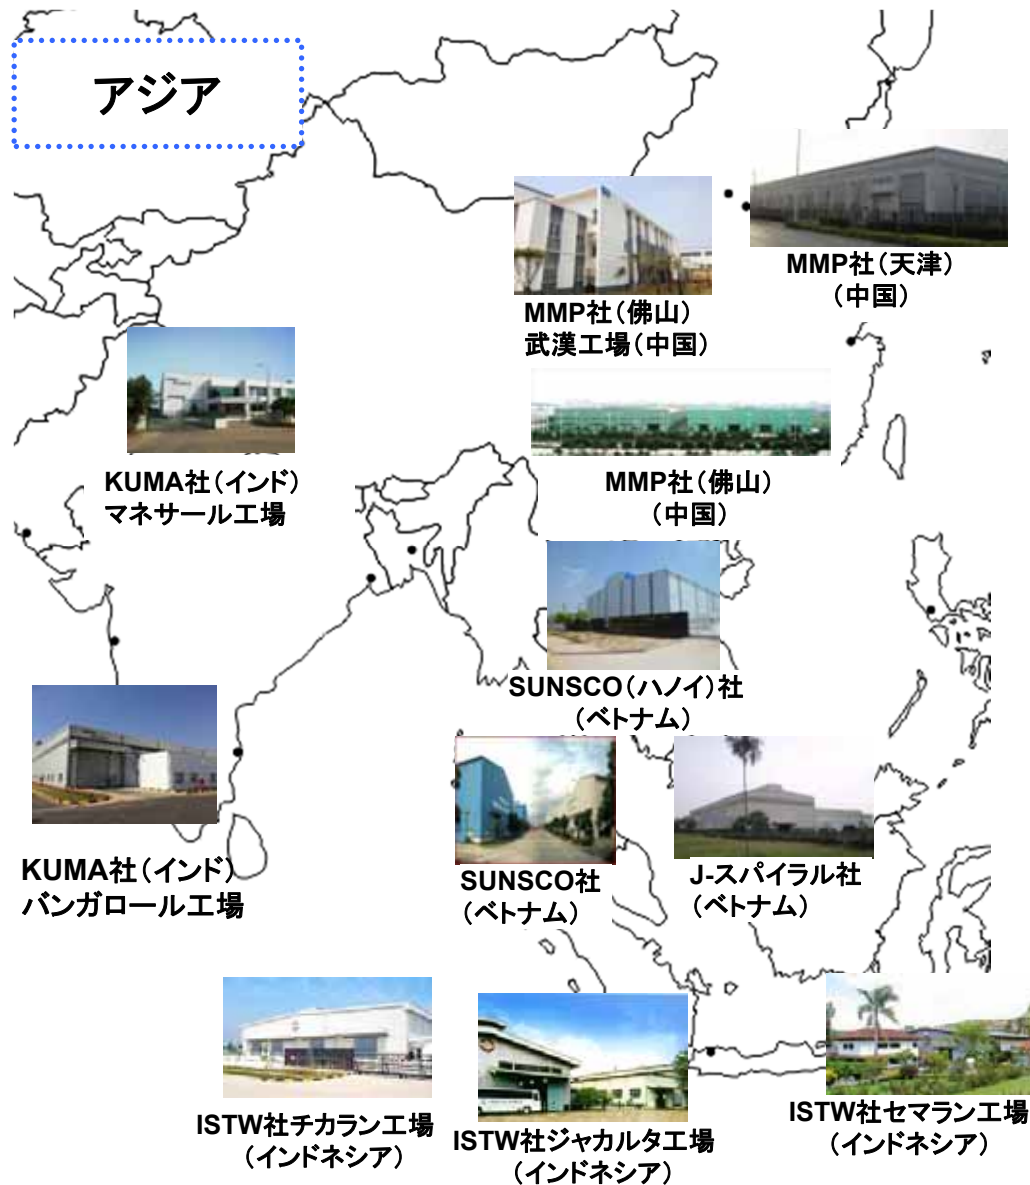 アジア
MMP社（天津）
（中国）
MMP社（佛山）
武漢工場（中国）
KUMA社（インド）
マネサール工場
MMP社（佛山）
（中国）
SUNSCO（ハノイ）社
（ベトナム）
KUMA社（インド）
バンガロール工場
SUNSCO社
（ベトナム）
J-スパイラル社
（ベトナム）
ISTW社チカラン工場
（インドネシア）
ISTW社ジャカルタ工場
（インドネシア）
ISTW社セマラン工場
（インドネシア）